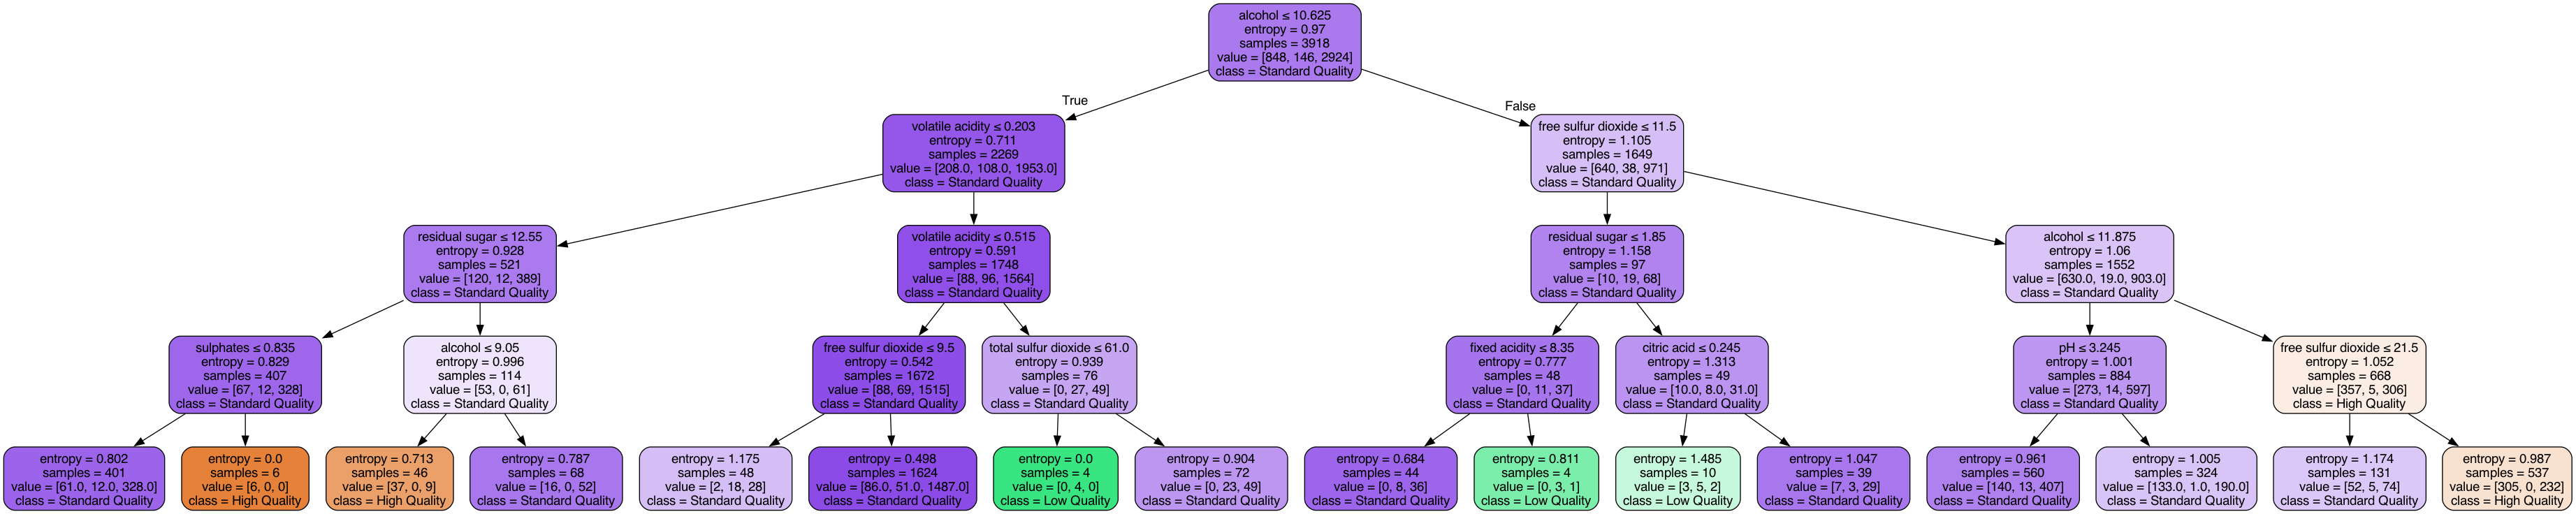 alcohol ≤ 10.625
entropy = 0.97
samples = 3918
value = [848, 146, 2924]
class = Standard Quality
True
False
volatile acidity ≤ 0.203
entropy = 0.711
samples = 2269
value = [208.0, 108.0, 1953.0]
class = Standard Quality
free sulfur dioxide ≤ 11.5
entropy = 1.105
samples = 1649
value = [640, 38, 971]
class = Standard Quality
residual sugar ≤ 12.55
entropy = 0.928
samples = 521
value = [120, 12, 389]
class = Standard Quality
volatile acidity ≤ 0.515
entropy = 0.591
samples = 1748
value = [88, 96, 1564]
class = Standard Quality
residual sugar ≤ 1.85
entropy = 1.158
samples = 97
value = [10, 19, 68]
class = Standard Quality
alcohol ≤ 11.875
entropy = 1.06
samples = 1552
value = [630.0, 19.0, 903.0]
class = Standard Quality
sulphates ≤ 0.835
entropy = 0.829
samples = 407
value = [67, 12, 328]
class = Standard Quality
alcohol ≤ 9.05
entropy = 0.996
samples = 114
value = [53, 0, 61]
class = Standard Quality
free sulfur dioxide ≤ 9.5
entropy = 0.542
samples = 1672
value = [88, 69, 1515]
class = Standard Quality
total sulfur dioxide ≤ 61.0
entropy = 0.939
samples = 76
value = [0, 27, 49]
class = Standard Quality
fixed acidity ≤ 8.35
entropy = 0.777
samples = 48
value = [0, 11, 37]
class = Standard Quality
citric acid ≤ 0.245
entropy = 1.313
samples = 49
value = [10.0, 8.0, 31.0]
class = Standard Quality
pH ≤ 3.245
entropy = 1.001
samples = 884
value = [273, 14, 597]
class = Standard Quality
free sulfur dioxide ≤ 21.5
entropy = 1.052
samples = 668
value = [357, 5, 306]
class = High Quality
entropy = 0.802
samples = 401
value = [61.0, 12.0, 328.0]
class = Standard Quality
entropy = 0.0
samples = 6
value = [6, 0, 0]
class = High Quality
entropy = 0.713
samples = 46
value = [37, 0, 9]
class = High Quality
entropy = 0.787
samples = 68
value = [16, 0, 52]
class = Standard Quality
entropy = 1.175
samples = 48
value = [2, 18, 28]
class = Standard Quality
entropy = 0.498
samples = 1624
value = [86.0, 51.0, 1487.0]
class = Standard Quality
entropy = 0.0
samples = 4
value = [0, 4, 0]
class = Low Quality
entropy = 0.904
samples = 72
value = [0, 23, 49]
class = Standard Quality
entropy = 0.684
samples = 44
value = [0, 8, 36]
class = Standard Quality
entropy = 0.811
samples = 4
value = [0, 3, 1]
class = Low Quality
entropy = 1.485
samples = 10
value = [3, 5, 2]
class = Low Quality
entropy = 1.047
samples = 39
value = [7, 3, 29]
class = Standard Quality
entropy = 0.961
samples = 560
value = [140, 13, 407]
class = Standard Quality
entropy = 1.005
samples = 324
value = [133.0, 1.0, 190.0]
class = Standard Quality
entropy = 1.174
samples = 131
value = [52, 5, 74]
class = Standard Quality
entropy = 0.987
samples = 537
value = [305, 0, 232]
class = High Quality